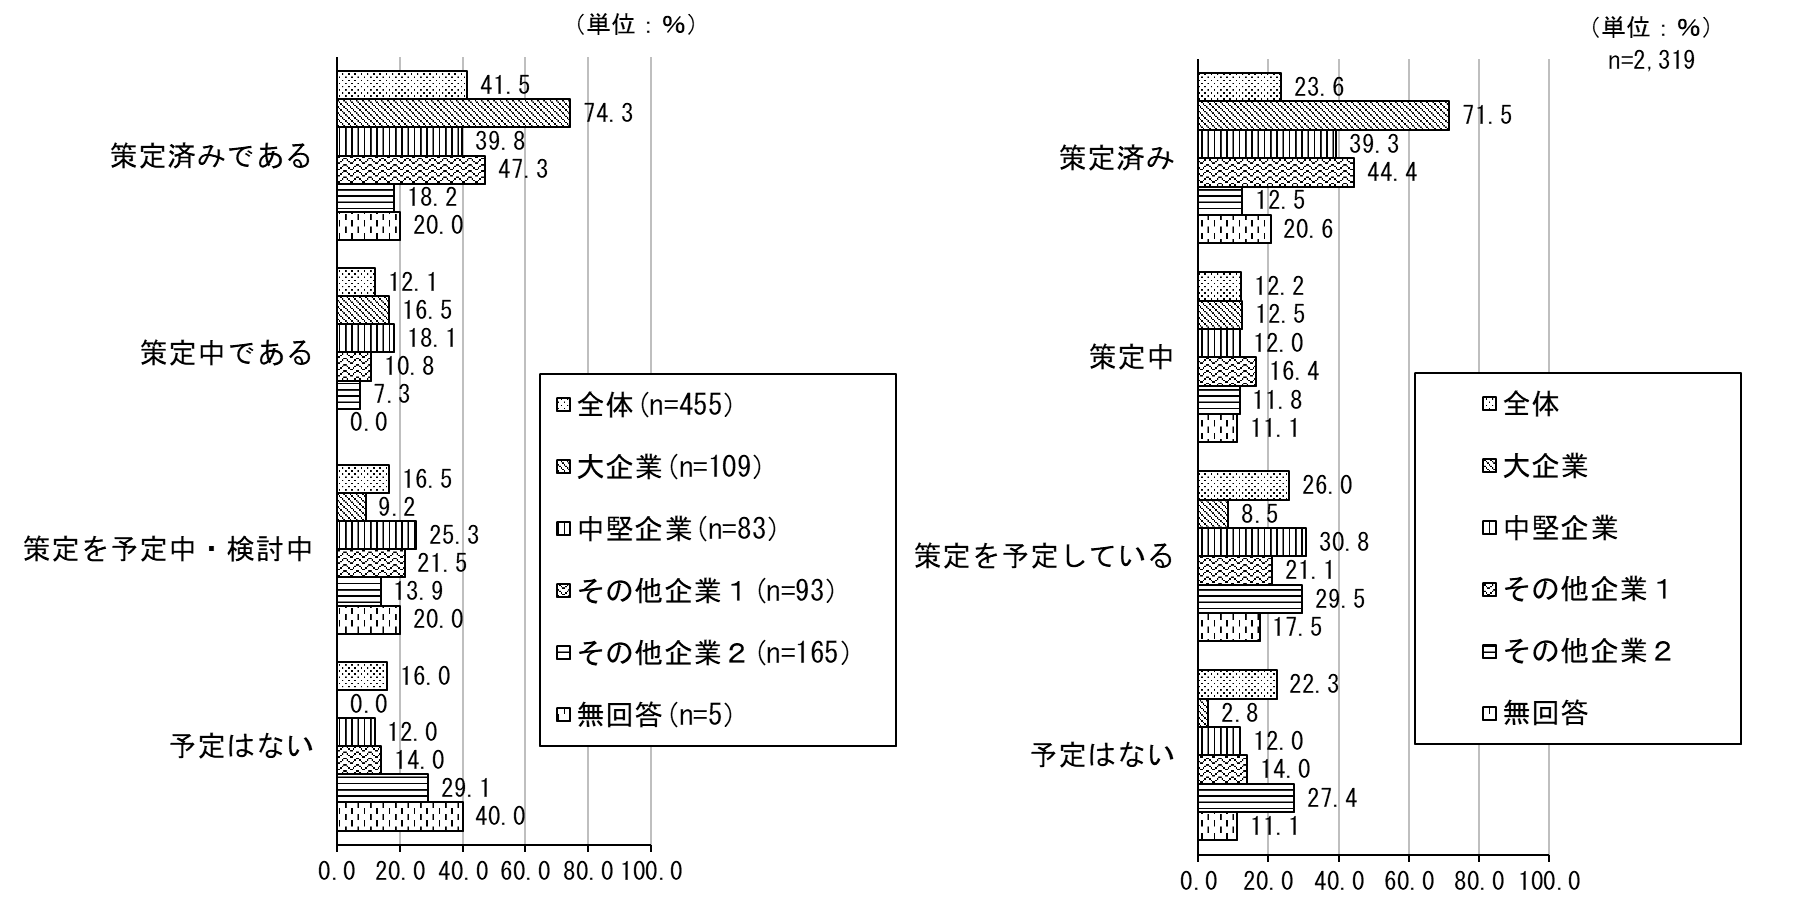 （単位：％）
策定済みである
41.5
74.3
39.8
47.3
18.2
20.0
策定中である
12.1
16.5
18.1
10.8
7.3
0.0
策定を予定中・検討中
16.5
9.2
25.3
21.5
13.9
20.0
予定はない
16.0
0.0
12.0
14.0
29.1
40.0
0.0 20.0 40.0 60.0 80.0 100.0
全体(n=455)
大企業(n=109)
中堅企業(n=83)
その他企業１(n=93)
その他企業２(n=165)
無回答(n=5)
（単位：％）
n=2,319
策定済み
23.6
71.5
39.3
44.4
12.5
20.6
策定中
12.2
12.5
12.0
16.4
11.8
11.1
策定を予定している
26.0
8.5
30.8
21.1
29.5
17.5
予定はない
22.3
2.8
12.0
14.0
27.4
11.1
0.0 20.0 40.0 60.0 80.0 100.0
全体
大企業
中堅企業
その他企業１
その他企業２
無回答